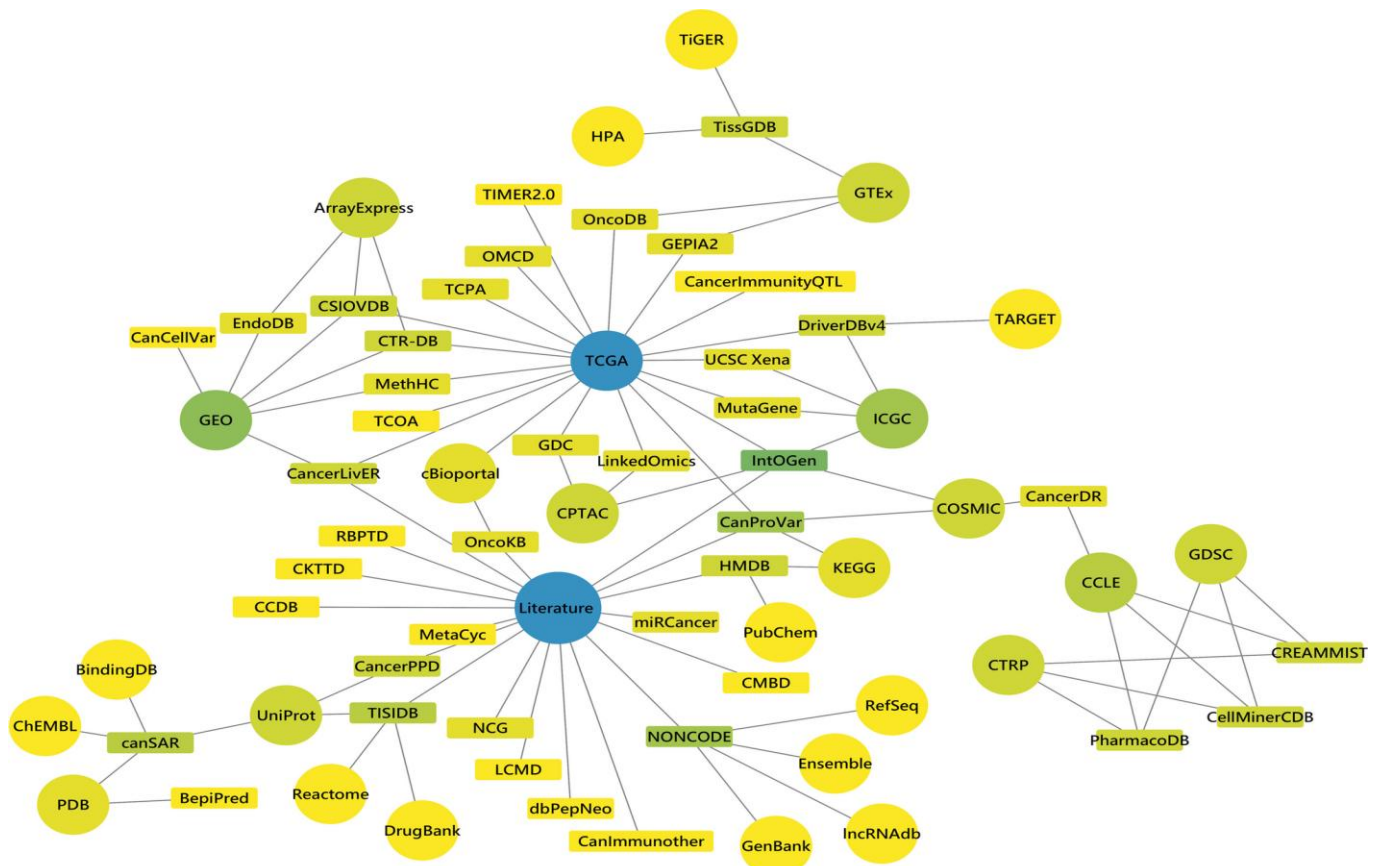 TiGER
HPA
TissGDB
GTEx
TIMER2.0
ArrayExpress
OncoDB
GEPIA2
OMCD
CancerImmunityQTL
TCPA
CSIOVDB
EndoDB
CanCellVar
CTR-DB
DriverDBv4
TARGET
TCGA
UCSC Xena
MethHC
MutaGene
TCOA
GEO
ICGC
GDC
LinkedOmics
IntOGen
CancerLivER
cBioportal
CancerDR
COSMIC
CPTAC
CanProVar
RBPTD
OncoKB
GDSC
CKTTD
HMDB
KEGG
CCLE
CCDB
Literature
miRCancer
PubChem
MetaCyc
CREAMMIST
CTRP
CancerPPD
BindingDB
CMBD
RefSeq
UniProt
TISIDB
CellMinerCDB
ChEMBL
canSAR
NCG
NONCODE
PharmacoDB
Ensemble
LCMD
Reactome
BepiPred
PDB
dbPepNeo
lncRNAdb
DrugBank
CanImmunother
GenBank